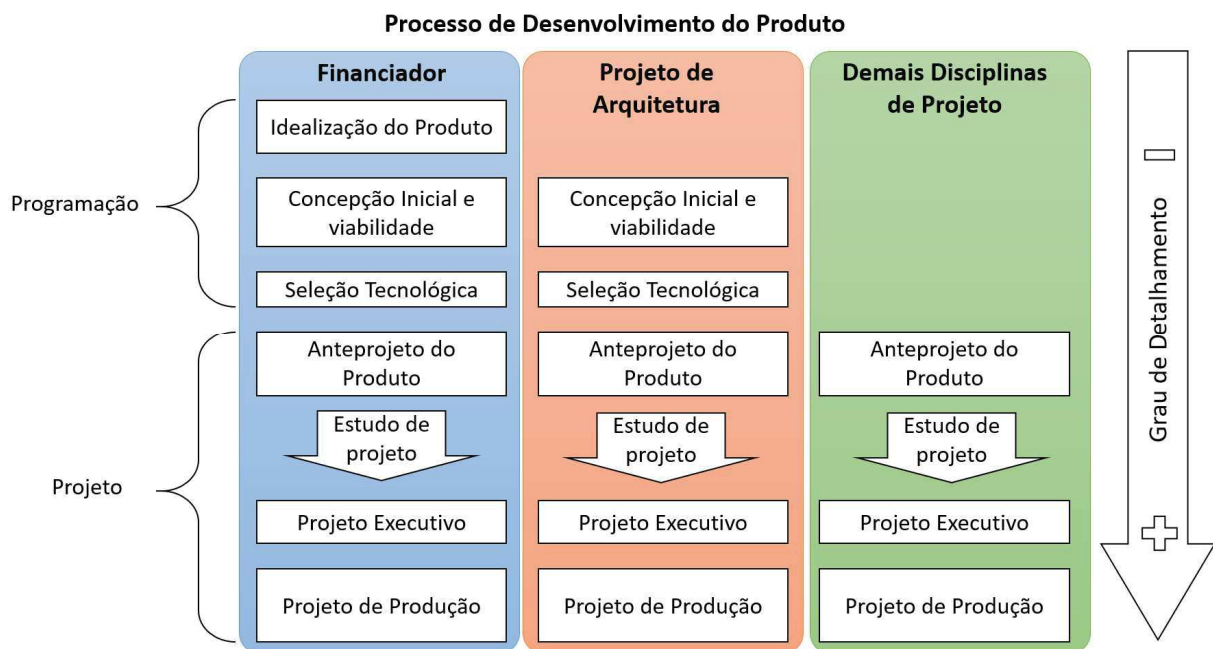 Processo de Desenvolvimento do Produto
Financiador
Projeto de
Arquitetura
Demais Disciplinas
de Projeto
Programação
Idealização do Produto
Concepção Inicial e
viabilidade
Concepção Inicial e
viabilidade
Seleção Tecnológica
Seleção Tecnológica
Projeto
Anteprojeto do
Produto
Anteprojeto do
Produto
Anteprojeto do
Produto
Estudo de
projeto
Estudo de
projeto
Estudo de
projeto
Projeto Executivo
Projeto Executivo
Projeto Executivo
Projeto de Produção
Projeto de Produção
Projeto de Produção
Grau de Detalhamento